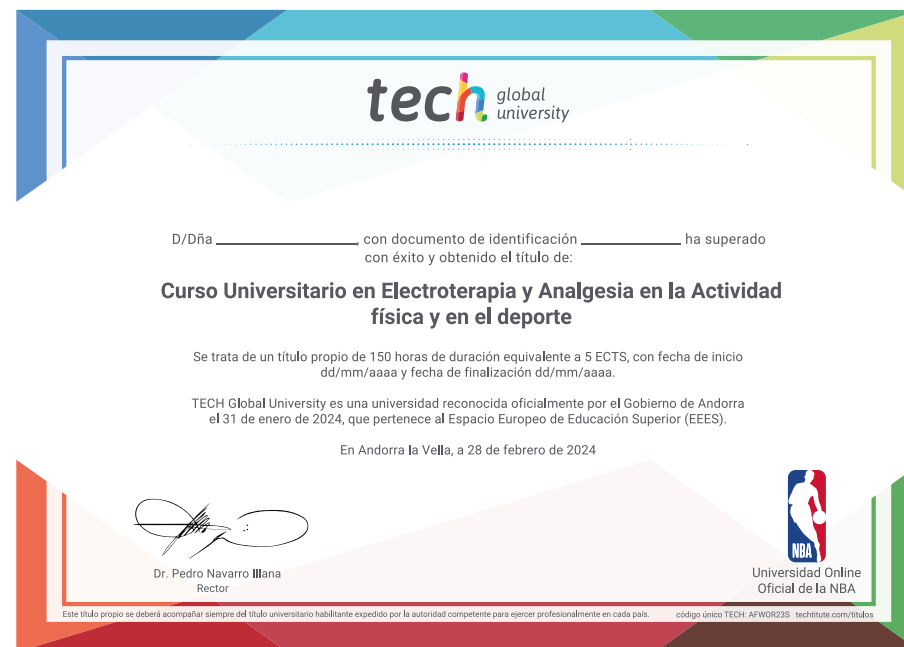 tech global university
D/Dña ______________, con documento de identificación __________ ha superado
con éxito y obtenido el título de:
Curso Universitario en Electroterapia y Analgesia en la Actividad
física y en el deporte
Se trata de un título propio de 150 horas de duración equivalente a 5 ECTS, con fecha de inicio
dd/mm/aaaa y fecha de finalización dd/mm/aaaa.
TECH Global University es una universidad reconocida oficialmente por el Gobierno de Andorra
el 31 de enero de 2024, que pertenece al Espacio Europeo de Educación Superior (EEES).
En Andorra la Vella, a 28 de febrero de 2024
Dr. Pedro Navarro Illana
Rector
NBA
Universidad Online
Oficial de la NBA
Este título propio se deberá acompañar siempre del título universitario habilitante expedido por la autoridad competente para ejercer profesionalmente en cada país.
código único TECH: AFWOR23S techtitute.com/titulos